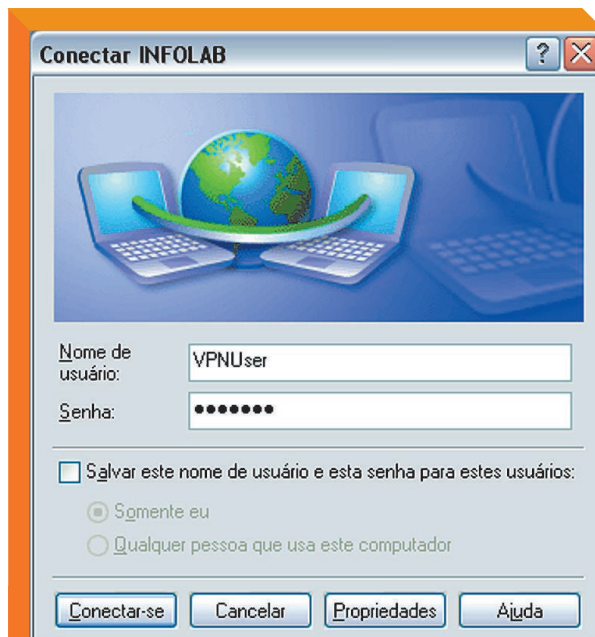 Conectar INFOLAB
Nome de
usuário:
VPNUser
Senha:
•••••••
Salvar este nome de usuário e esta senha para estes usuários:
Somente eu
Qualquer pessoa que usa este computador
Conectar-se
Cancelar
Propriedades
Ajuda